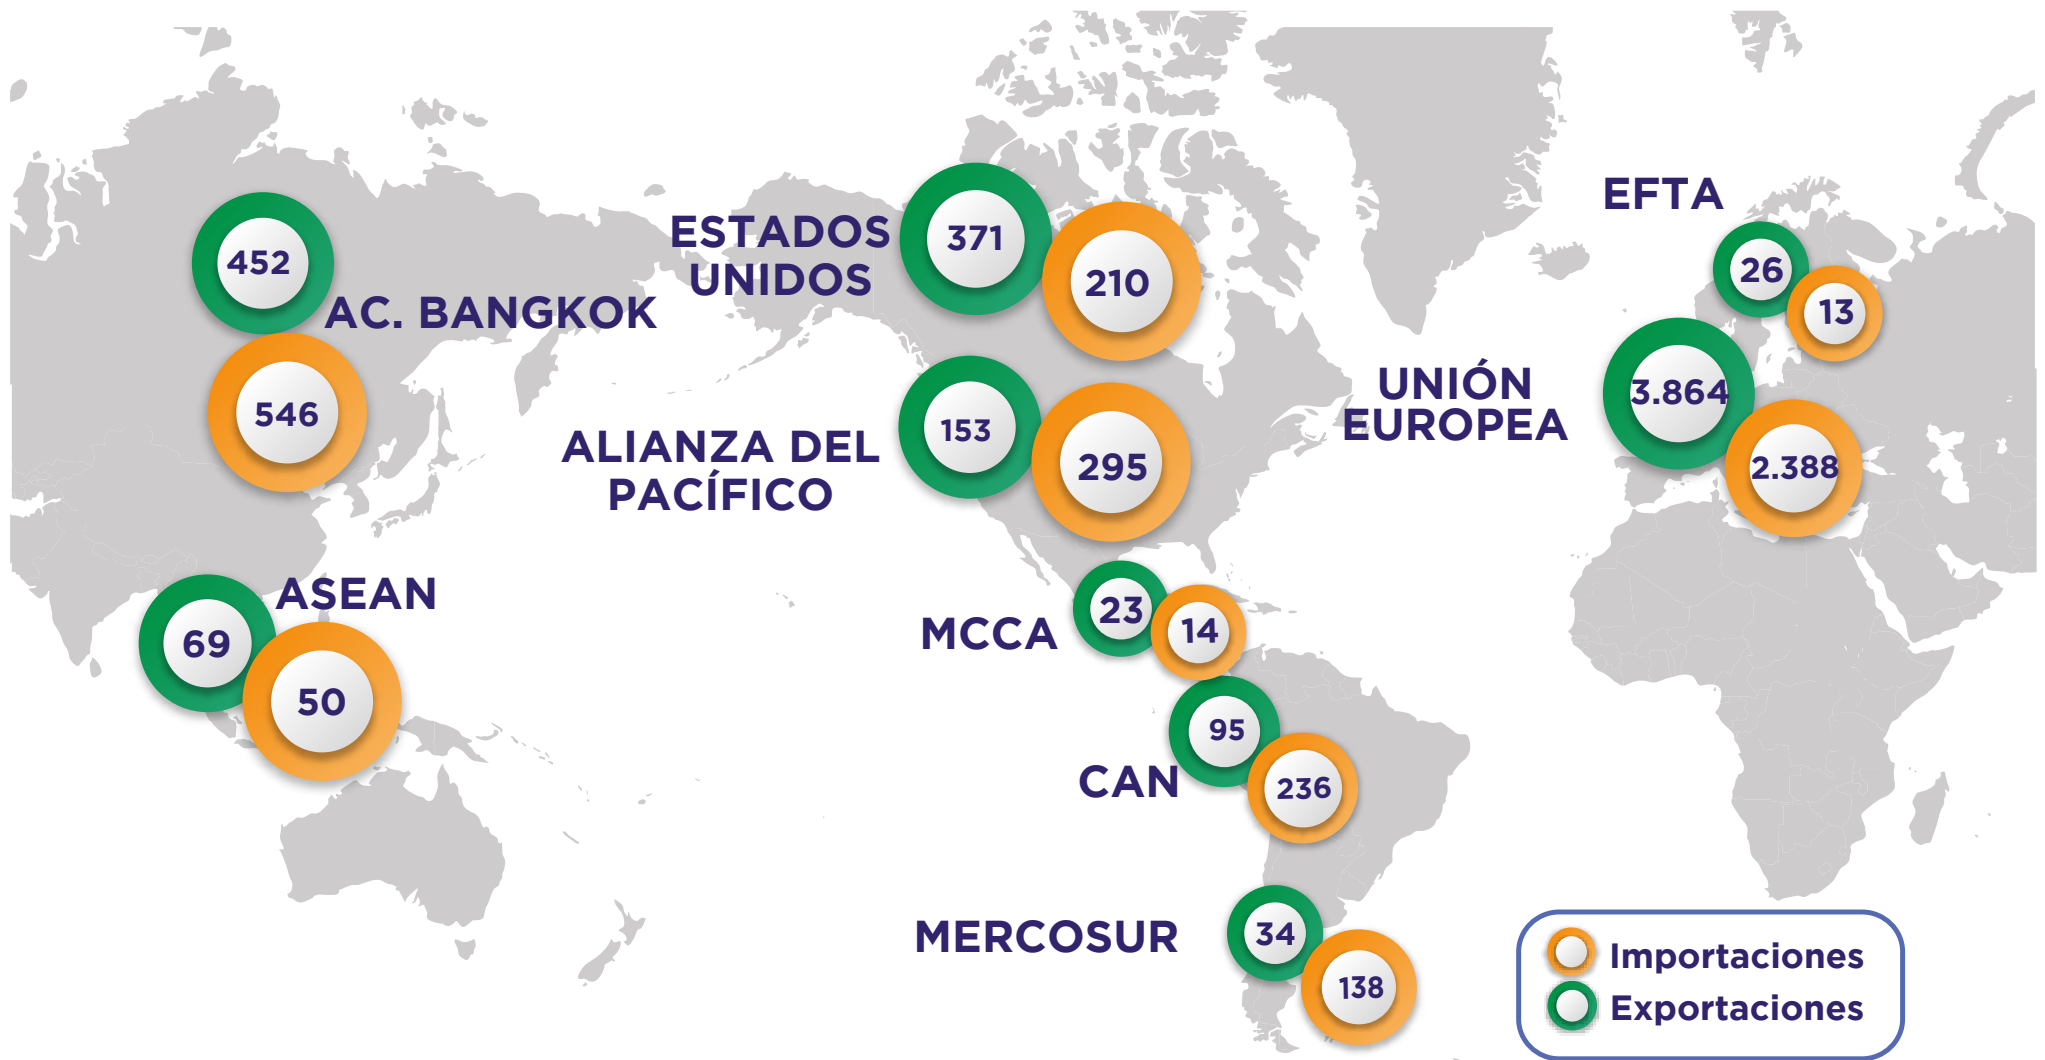 EFTA
26
13
452
AC. BANGKOK
546
ESTADOS
UNIDOS
371
210
UNIÓN
EUROPEA
3.864
2.388
ALIANZA DEL
PACÍFICO
153
295
ASEAN
69
50
MCCA
23
14
CAN
95
236
MERCOSUR
34
138
Importaciones
Exportaciones